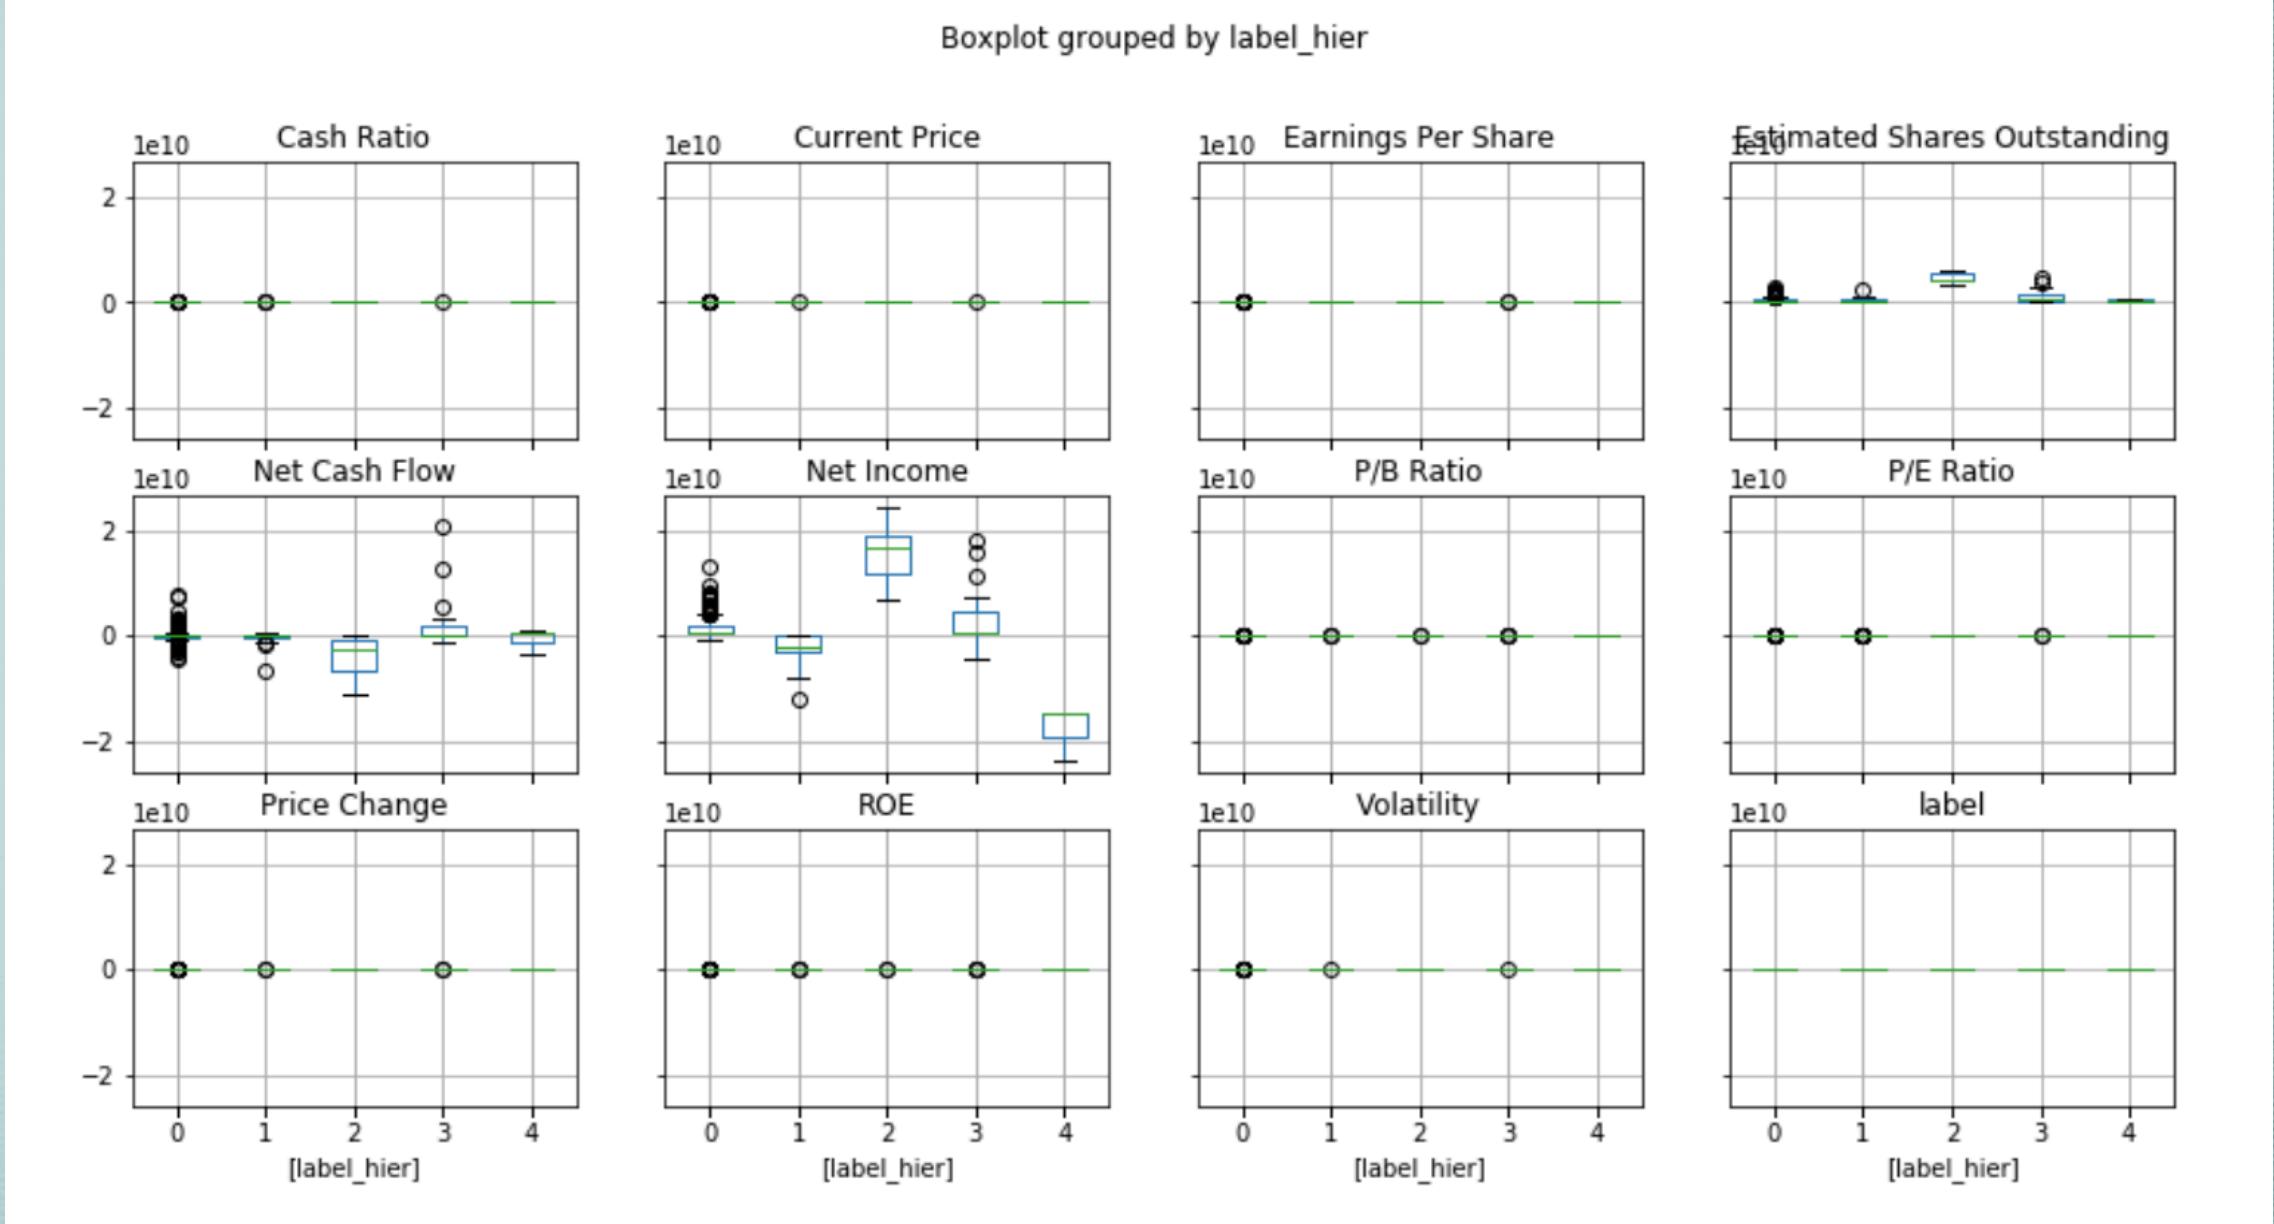 Boxplot grouped by label_hier
Cash Ratio
Current Price
Earnings Per Share
Estimated Shares Outstanding
1e10
1e10
1e10
1e10
2
0
−2
Net Cash Flow
Net Income
P/B Ratio
P/E Ratio
1e10
1e10
1e10
1e10
2
0
−2
Price Change
ROE
Volatility
label
1e10
1e10
1e10
1e10
2
0
−2
0 1 2 3 4
0 1 2 3 4
0 1 2 3 4
0 1 2 3 4
[label_hier]
[label_hier]
[label_hier]
[label_hier]